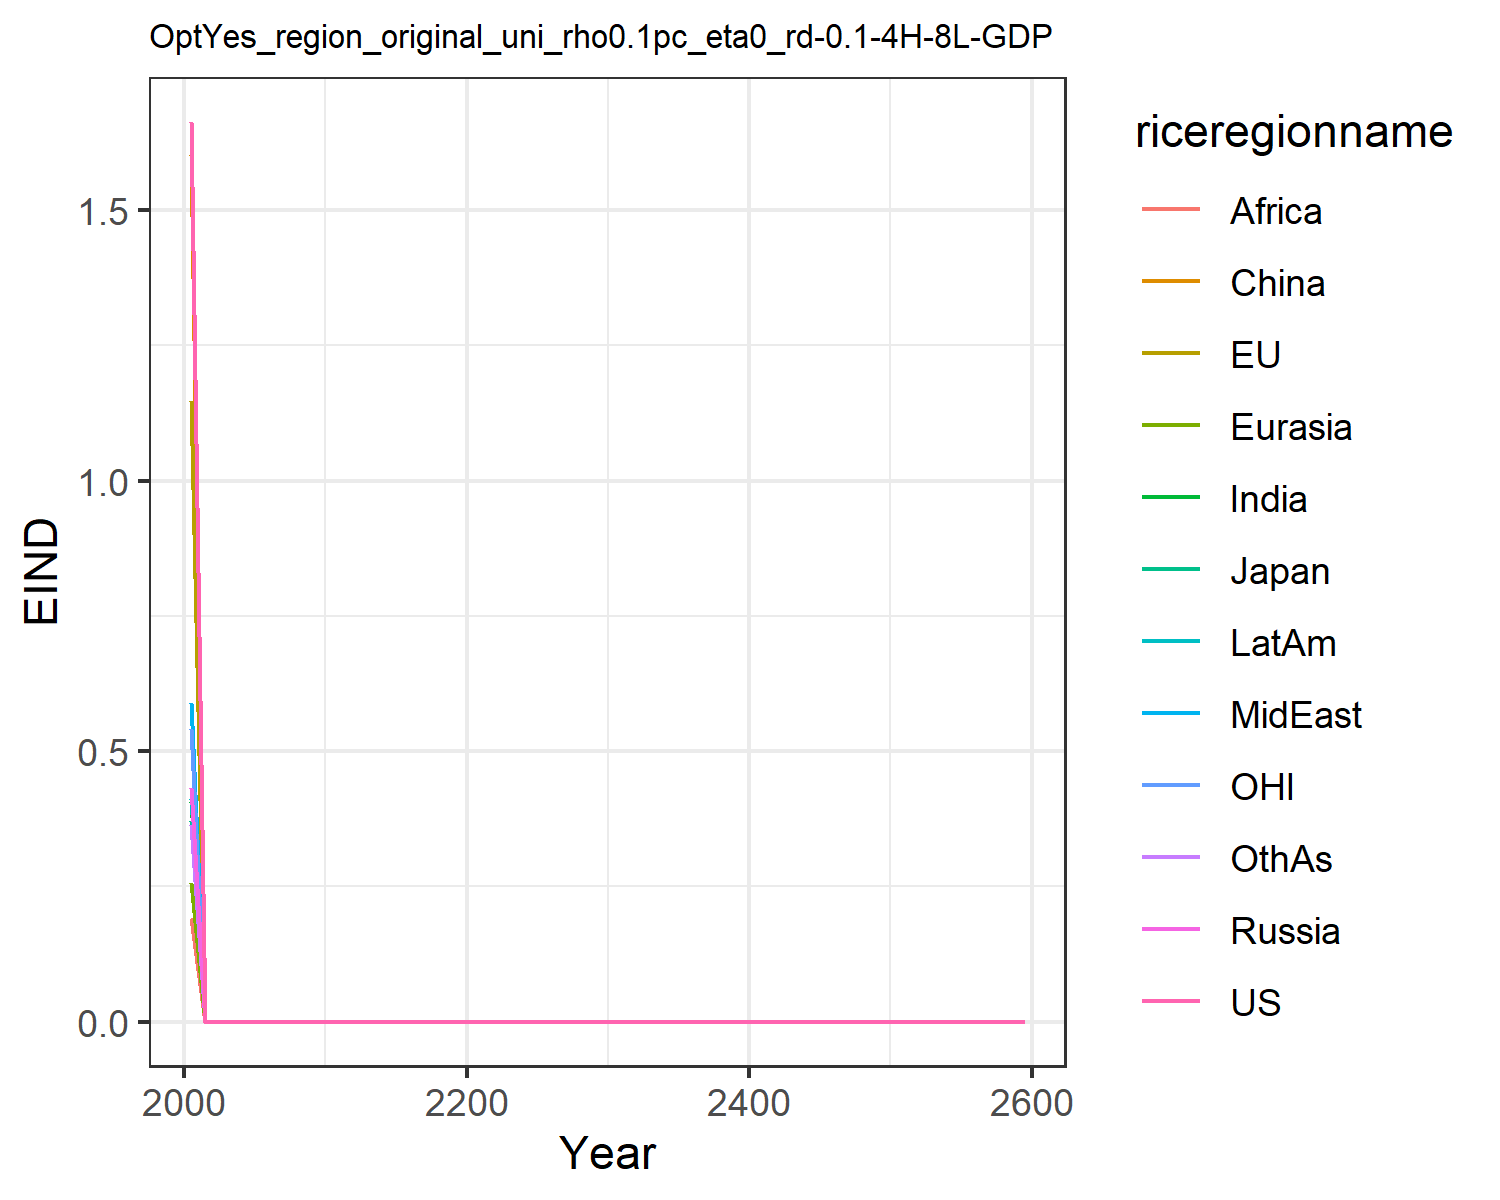 OptYes_region_original_uni_rho0.1pc_eta0_rd-0.1-4H-8L-GDP
riceregionname
Africa
China
EU
Eurasia
India
Japan
LatAm
MidEast
OHI
OthAs
Russia
US
EIND
1.5
1.0
0.5
0.0
2000 2200 2400 2600
Year